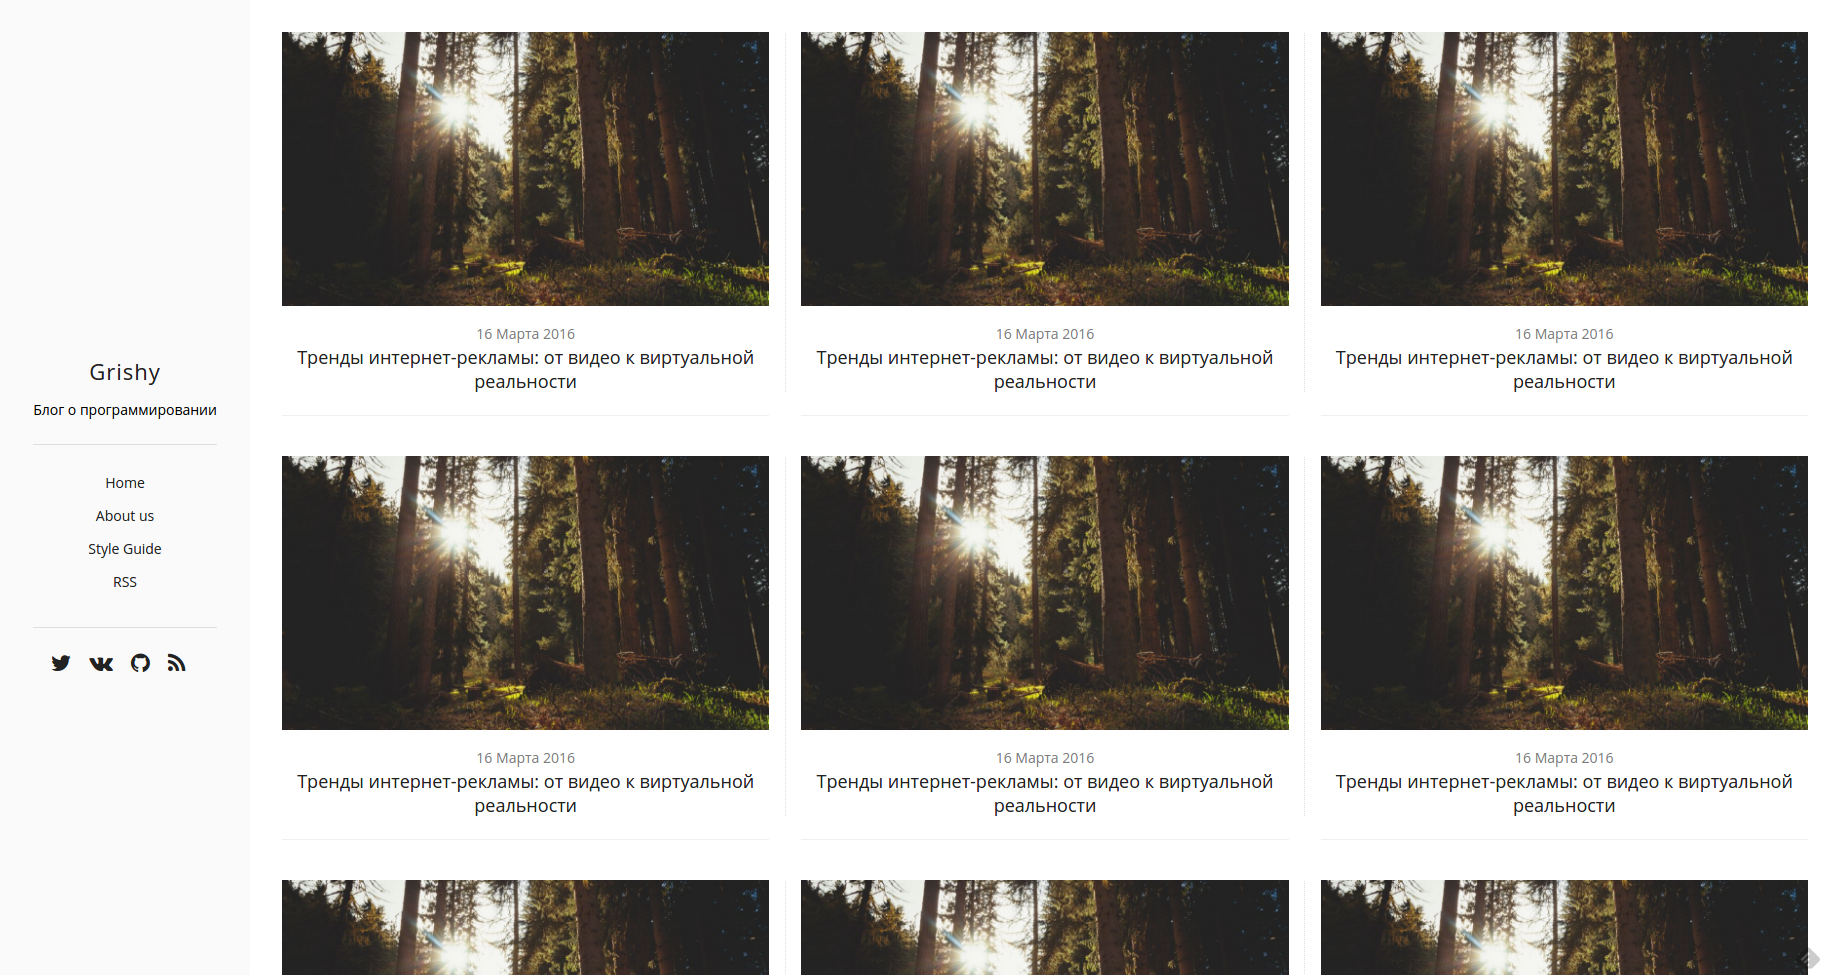 Grishy
Блог о программировании
Home
About us
Style Guide
RSS
16 Марта 2016
Тренды интернет-рекламы: от видео к виртуальной
реальности
16 Марта 2016
Тренды интернет-рекламы: от видео к виртуальной
реальности
16 Марта 2016
Тренды интернет-рекламы: от видео к виртуальной
реальности
16 Марта 2016
Тренды интернет-рекламы: от видео к виртуальной
реальности
16 Марта 2016
Тренды интернет-рекламы: от видео к виртуальной
реальности
16 Марта 2016
Тренды интернет-рекламы: от видео к виртуальной
реальности